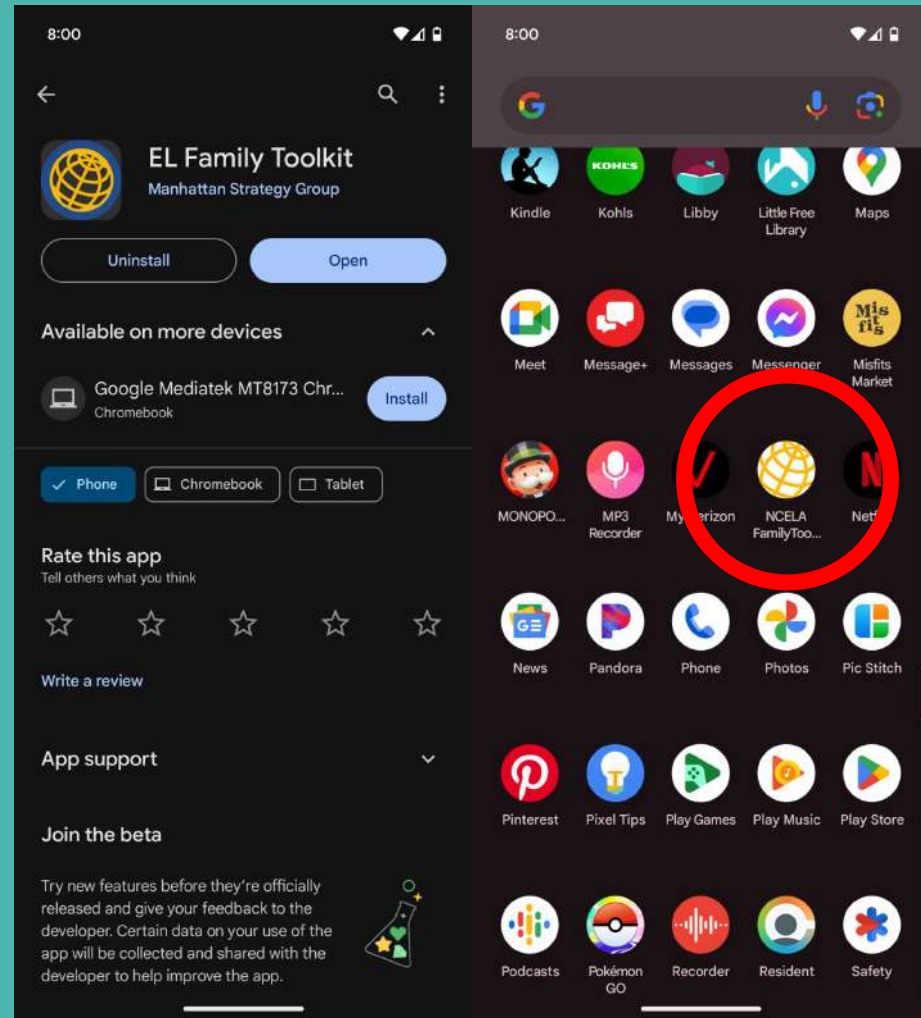 8:00
EL Family Toolkit
Manhattan Strategy Group
Uninstall
Open
Available on more devices
Google Mediatek MT8173 Chr...
Chromebook
Install
Phone
Chromebook
Tablet
Rate this app
Tell others what you think
Write a review
App support
Join the beta
Try new features before they're officially
released and give your feedback to the
developer. Certain data on your use of the
app will be collected and shared with the
developer to help improve the app.
8:00
G
KOHL'S
Kindle
Kohls
Libby
Little Free
Library
Maps
Mis
fits
Meet
Message+
Messages
Messenger
Misfits
Market
N
MONOPO...
MP3
Recorder
NCELA
FamilyToo...
GE
News
Pandora
Phone
Photos
Pic Stitch
Pinterest
Pixel Tips
Play Games
Play Music
Play Store
Podcasts
Pokémon
GO
Recorder
Resident
Safety